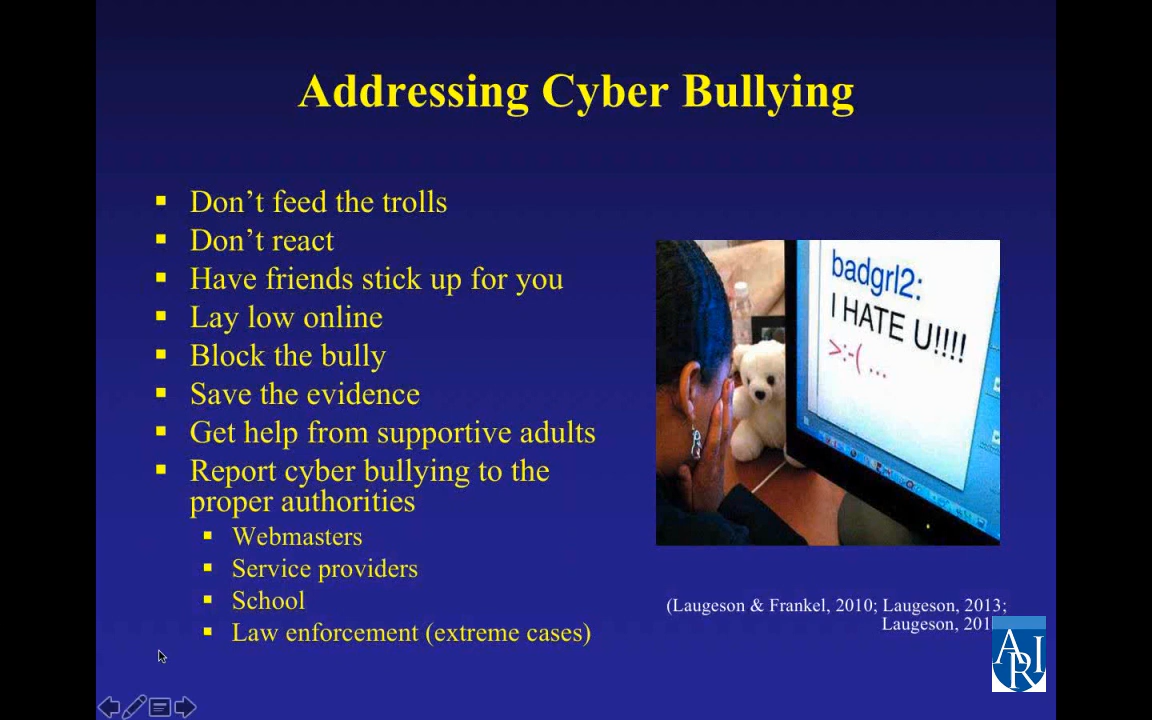 Addressing Cyber Bullying
Don’t feed the trolls
Don’t react
Have friends stick up for you
Lay low online
Block the bully
Save the evidence
Get help from supportive adults
Report cyber bullying to the
proper authorities
Webmasters
Service providers
School
Law enforcement (extreme cases)
badgrl2:
I HATE U!!!!
>:-( ...
(Laugeson & Frankel, 2010; Laugeson, 2013;
Laugeson,
ARI